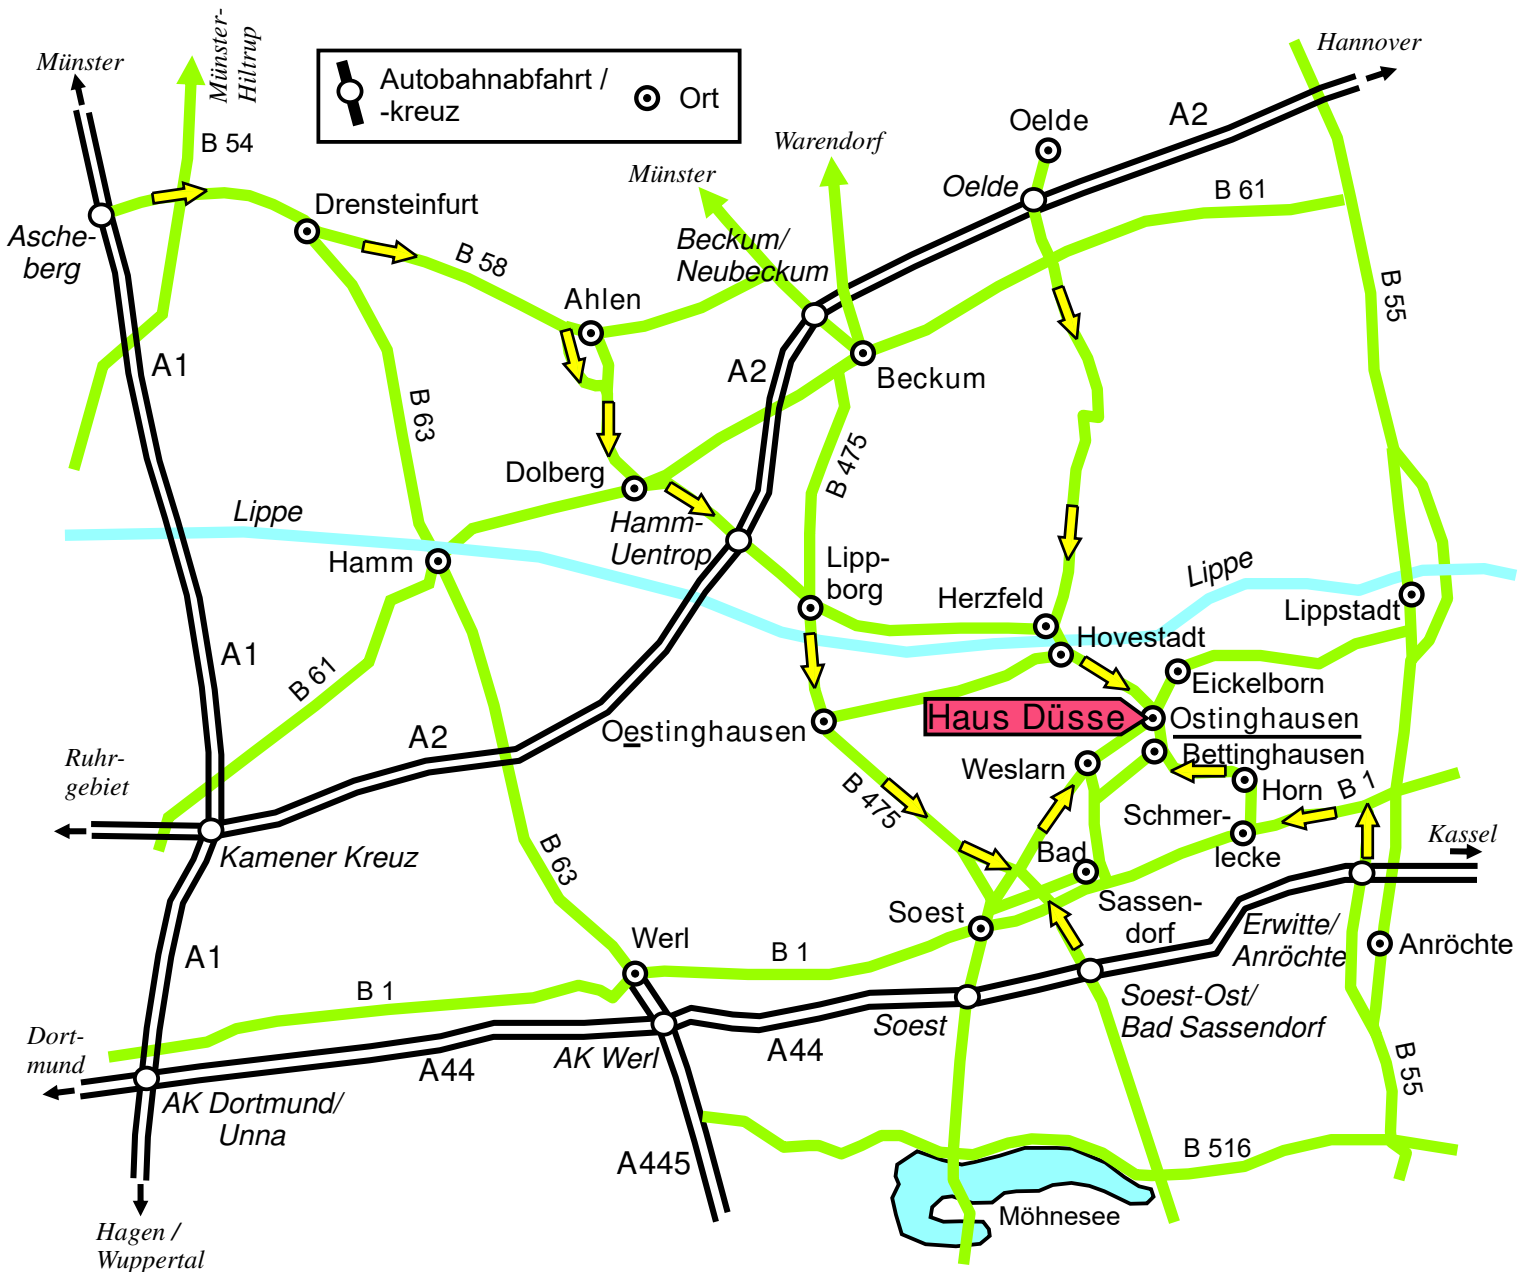 Münster
Münster-
Hiltrup
Autobahnabfahrt /
-kreuz
Ort
Hannover
A2
Oelde
Warendorf
B 54
Münster
Oelde
B 61
Drensteinfurt
Asche-
berg
Beckum/
Neubeckum
B 58
Ahlen
B 55
A1
A2
Beckum
B 63
B 475
Dolberg
Lippe
Hamm-
Uentrop
Hamm
Lipp-
borg
Lippe
Herzfeld
Lippstadt
Hovestadt
A1
B 61
Eickelborn
Haus Düsse
Ostinghausen
Oestinghausen
A2
Bettinghausen
Ruhr-
gebiet
Weslarn
Horn
B 1
B 475
Schmer-
lecke
Kassel
Kamener Kreuz
B 63
Bad
Sassen-
dorf
Soest
Erwitte/
Anröchte
Anröchte
Werl
B 1
A1
B 1
Soest-Ost/
Bad Sassendorf
Soest
Dort-
mund
A44
AK Werl
A44
B 55
AK Dortmund/
Unna
A445
B 516
Möhnesee
Hagen /
Wuppertal